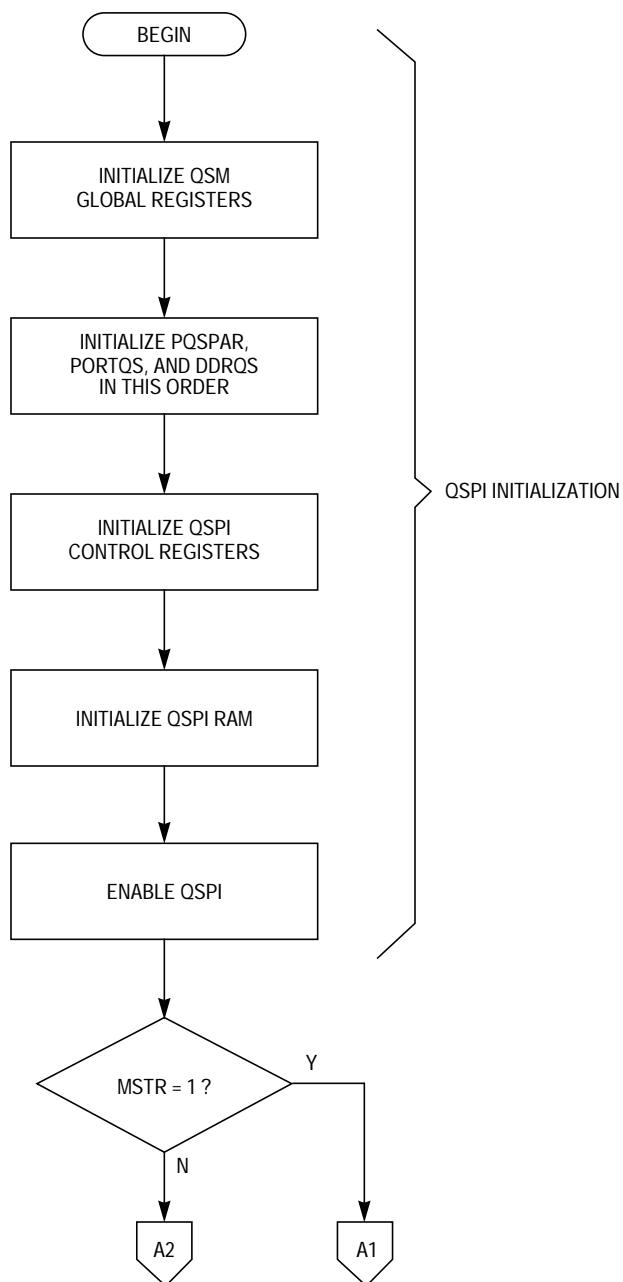 BEGIN
INITIALIZE QSM
GLOBAL REGISTERS
INITIALIZE PQSPAR,
PORTQS, AND DDRQS
IN THIS ORDER
QSPI INITIALIZATION
INITIALIZE QSPI
CONTROL REGISTERS
INITIALIZE QSPI RAM
ENABLE QSPI
MSTR = 1 ?
Y
N
A2
A1